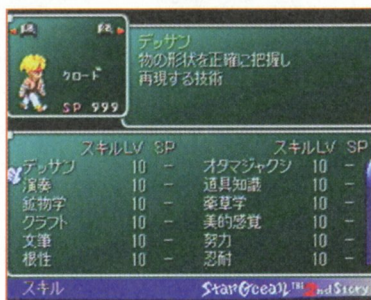 デッサン
物の形状を正確に把握し
再現する技術
クロード
SP 999
スキルLV SP スキルLV SP
デッサン 10 - オタマジャクシ 10 -
演奏 10 - 道具知識 10 -
鉱物学 10 - 薬草学 10 -
クラフト 10 - 美的感覚 10 -
文筆 10 - 努力 10 -
根性 10 - 忍耐 10 -
スキル StarOcean TM 2nd Story